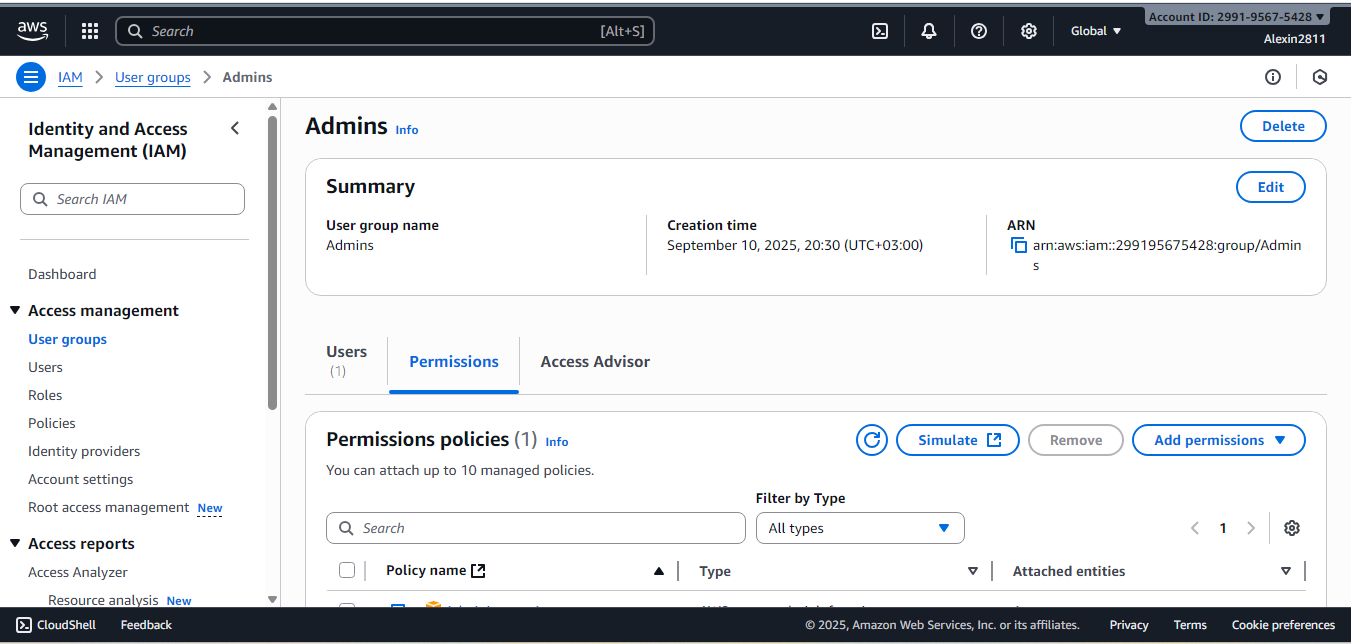 aws
Search
[Alt+S]
Global
Account ID: 2991-9567-5428
Alexin2811
IAM
User groups
Admins
Identity and Access
Management (IAM)
Search IAM
Dashboard
Access management
User groups
Users
Roles
Policies
Identity providers
Account settings
Root access management New
Access reports
Access Analyzer
Resource analysis New
Admins Info
Delete
Summary
Edit
User group name
Admins
Creation time
September 10, 2025, 20:30 (UTC+03:00)
ARN
arn:aws:iam::299195675428:group/Admin
s
Users
(1)
Permissions
Access Advisor
Permissions policies (1) Info
Simulate
Remove
Add permissions
You can attach up to 10 managed policies.
Filter by Type
Search
All types
1
Policy name
Type
Attached entities
CloudShell
Feedback
© 2025, Amazon Web Services, Inc. or its affiliates.
Privacy
Terms
Cookie preferences